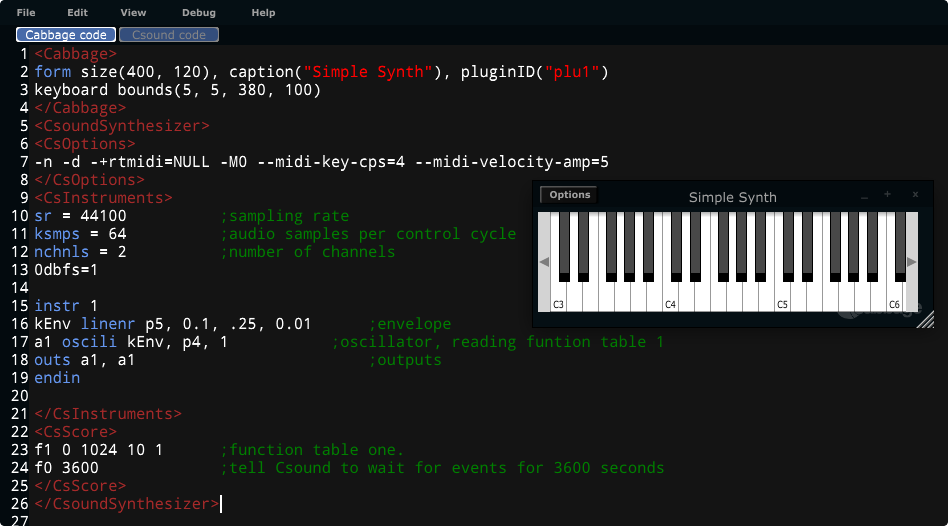 File Edit View Debug Help
Cabbage code Csound code
1 <Cabbage>
2 form size(400, 120), caption("Simple Synth"), pluginID("plu1")
3 keyboard bounds(5, 5, 380, 100)
4 </Cabbage>
5 <CsoundSynthesizer>
6 <CsOptions>
7 -n -d -+rtmidi=NULL -M0 --midi-key-cps=4 --midi-velocity-amp=5
8 </CsOptions>
9 <CsInstruments>
10 sr = 44100 ;sampling rate
11 ksmps = 64 ;audio samples per control cycle
12 nchnls = 2 ;number of channels
13 0dbfs=1
14
15 instr 1
16 kEnv linenr p5, 0.1, .25, 0.01 ;envelope
17 a1 oscili kEnv, p4, 1 ;oscillator, reading funtion table 1
18 outs a1, a1 ;outputs
19 endin
20
21 </CsInstruments>
22 <CsScore>
23 f1 0 1024 10 1 ;function table one.
24 f0 3600 ;tell Csound to wait for events for 3600 seconds
25 </CsScore>
26 </CsoundSynthesizer>
27
Options Simple Synth
C3 C4 C5 C6